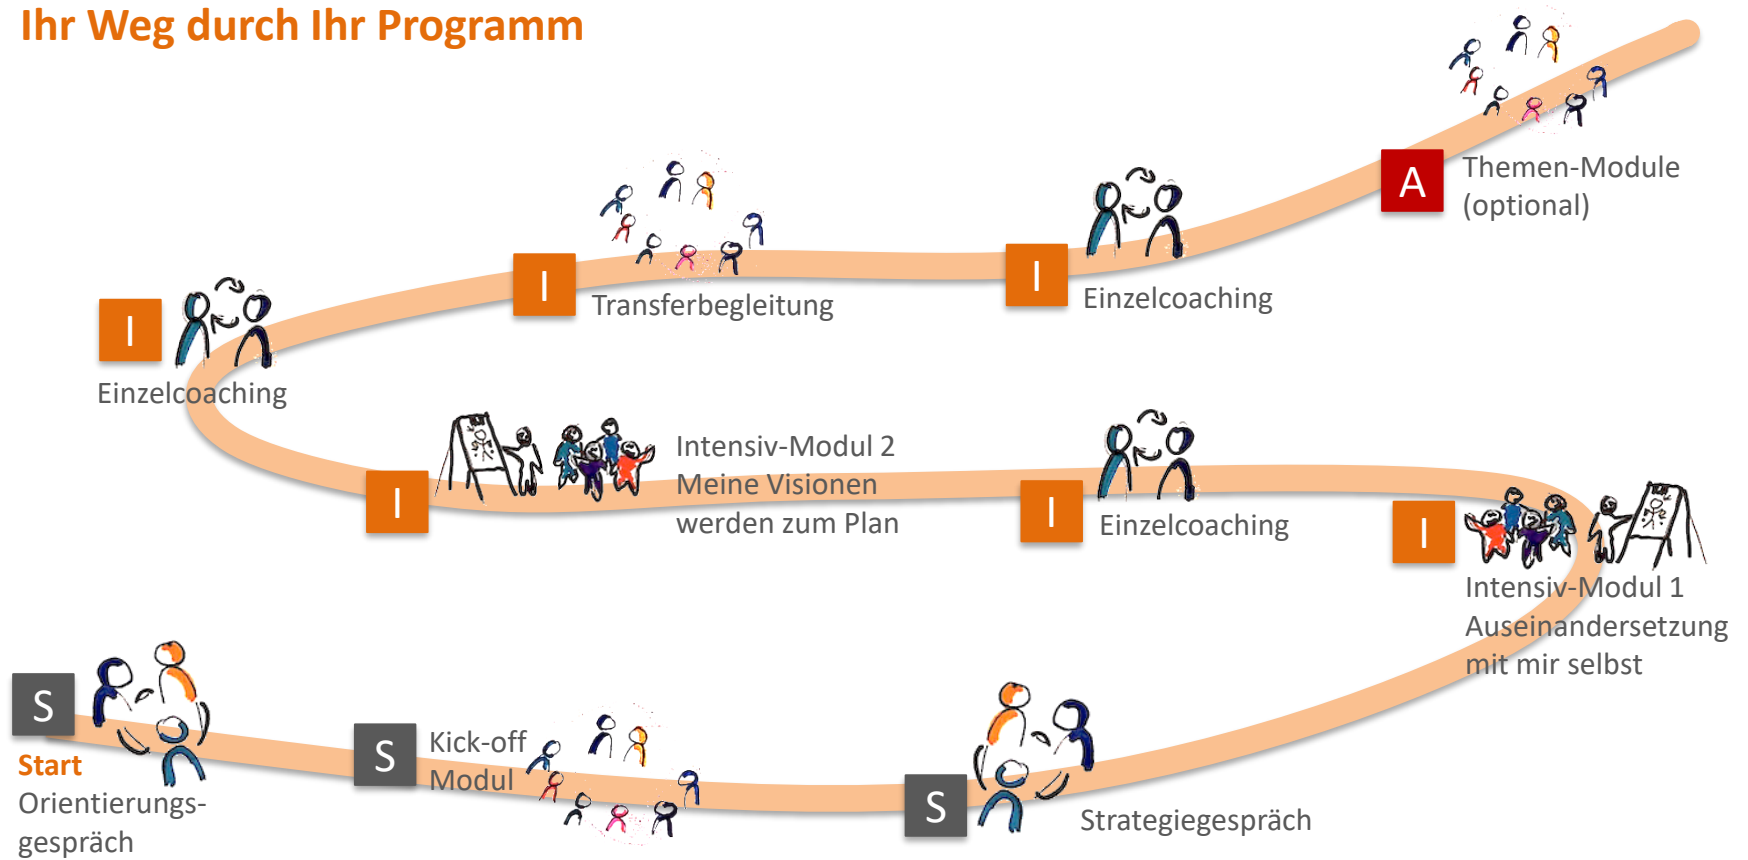 Ihr Weg durch Ihr Programm
A
Themen-Module
(optional)
I
Einzelcoaching
I
Transferbegleitung
I
Einzelcoaching
I
Intensiv-Modul 2
Meine Visionen
werden zum Plan
I
Einzelcoaching
I
Intensiv-Modul 1
Auseinandersetzung
mit mir selbst
S
Start
Orientierungs-
gespräch
S
Kick-off
Modul
S
Strategiegespräch